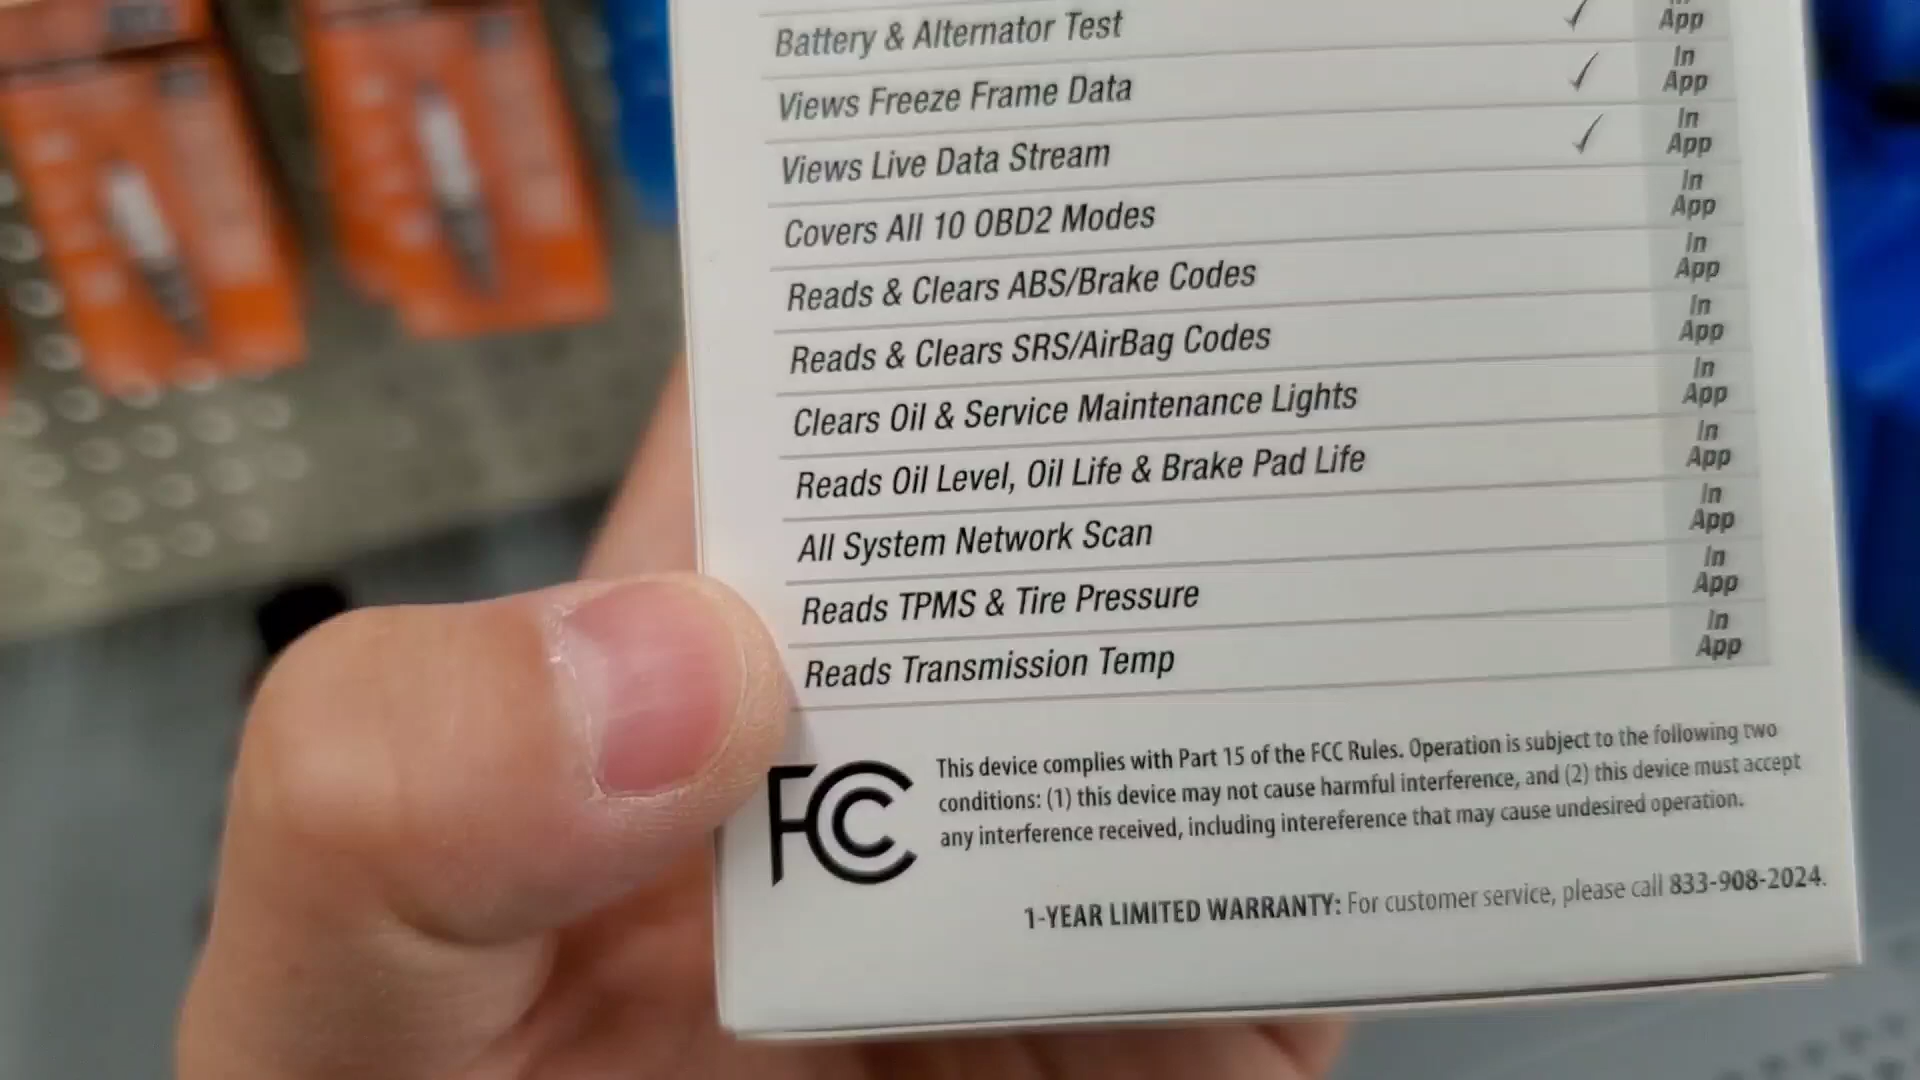 Battery & Alternator Test ✓ App
Views Freeze Frame Data ✓ In App
Views Live Data Stream ✓ In App
Covers All 10 OBD2 Modes In App
Reads & Clears ABS/Brake Codes In App
Reads & Clears SRS/AirBag Codes In App
Clears Oil & Service Maintenance Lights In App
Reads Oil Level, Oil Life & Brake Pad Life In App
All System Network Scan In App
Reads TPMS & Tire Pressure In App
Reads Transmission Temp In App
FC
This device complies with Part 15 of the FCC Rules. Operation is subject to the following two
conditions: (1) this device may not cause harmful interference, and (2) this device must accept
any interference received, including intereference that may cause undesired operation.
1-YEAR LIMITED WARRANTY: For customer service, please call 833-908-2024.